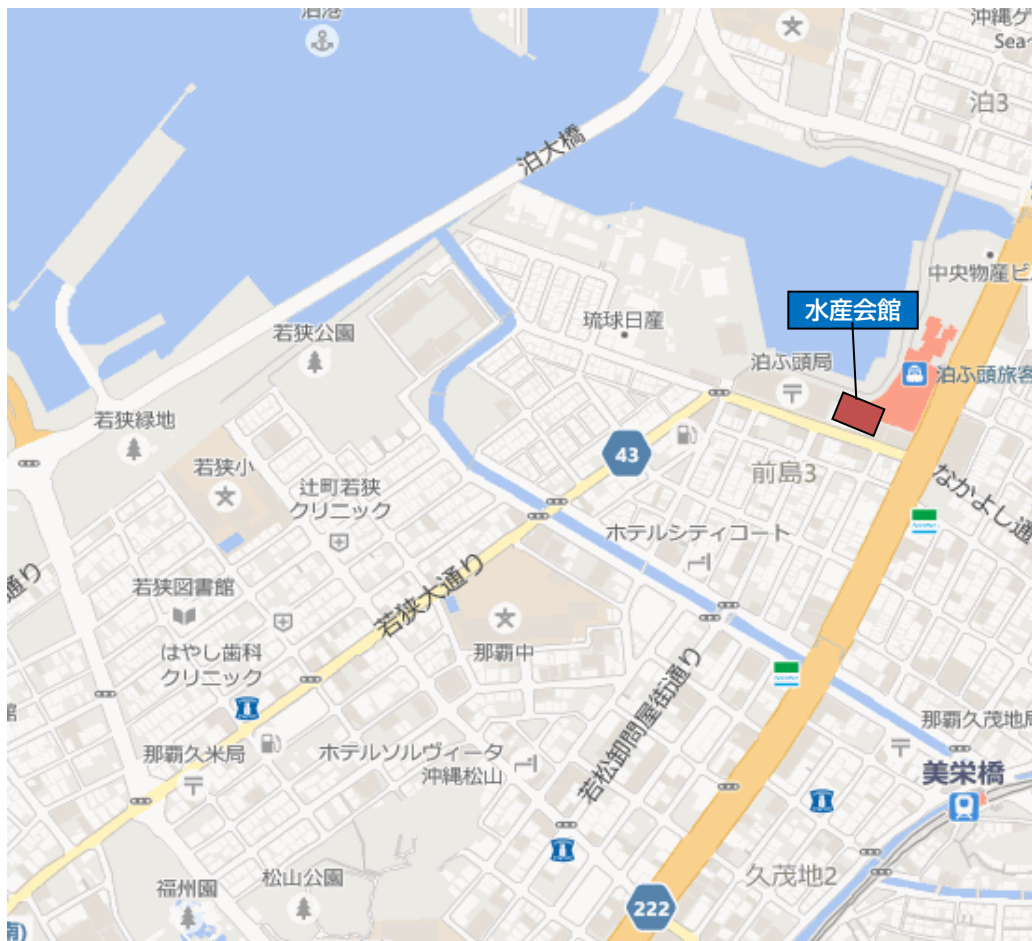 泊港
沖縄ゲ
Sea
泊3
泊大橋
中央物産ビ
水産会館
琉球日産
若狭公園
泊ふ頭局
泊ふ頭旅客
若狭緑地
43
若狭小
前島3
辻町若狭
クリニック
なかよし通
ホテルシティコート
通り
若狭大通り
若狭図書館
那覇中
はやし歯科
クリニック
若松卸問屋街通り
館
那覇久茂地局
那覇久米局
ホテルソルヴィータ
沖縄松山
美栄橋
久茂地2
松山公園
福州園
222
南)